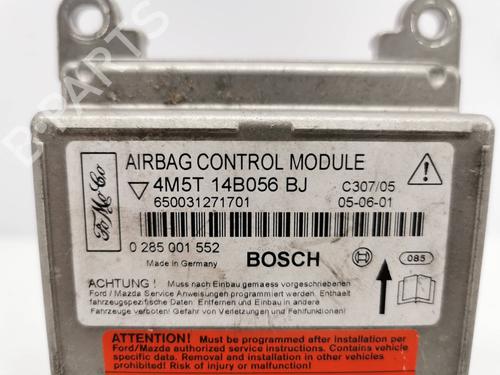 B-PARTS
FoMoCo
AIRBAG CONTROL MODULE
4M5T 14B056 BJ
C307/05
650031271701
05-06-01
0 285 001 552
Made in Germany
BOSCH
085
ACHTUNG ! Muss nach Einbau gemaess vorgeschriebenen
Ford / Mazda Service Anweisungen programmiert werden. Enthaelt
fahrzeugspezifische Daten. Entfernen und Einbau in andere
Fahrzeuge verboten! Gefahr von Verletzungen und Fehlfunktionen!
ATTENTION! Must be programmed after installation per
Ford/Mazda authorized service instructions. Contains vehicle
specific data. Removal and installation in other vehicles
prohibited! Risk of injury or malfunction!